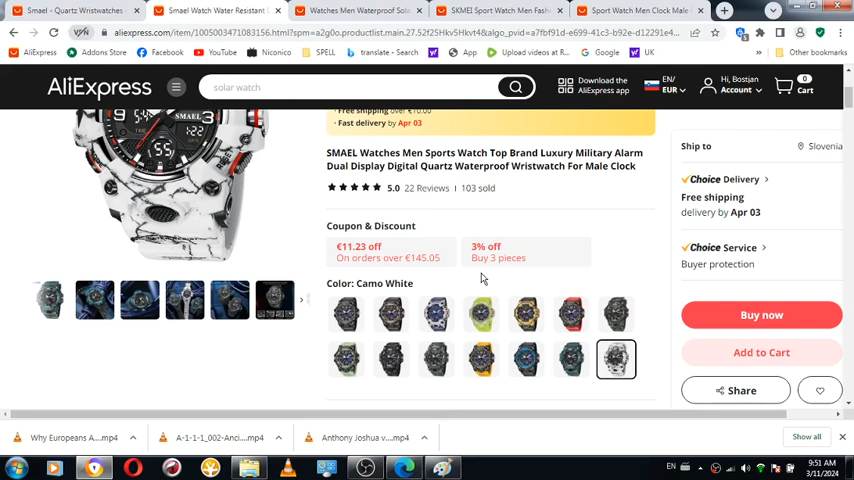 Smael - Quartz Wristwatches
Smael Watch Water Resistant
Watches Men Waterproof Sol
SKMEI Sport Watch Men Fash
Sport Watch Men Clock Male
aliexpress.com/item/1005003471083156.html?spm=a2g0o.productlist.main.27.52f25Hkv5Hkvt4&algo_pvid=a7fbf91d-e699-41c3-b92e-d12291e4...
AliExpress
Addons Store
Facebook
YouTube
Niconico
SPELL
translate - Search
App
Upload videos at r...
Google
UK
Other bookmarks
AliExpress
solar watch
Download the
AliExpress app
EN/
EUR
Hi, Bostjan
Account
0
Cart
Free shipping over €10.00
Fast delivery by Apr 03
SMAEL Watches Men Sports Watch Top Brand Luxury Military Alarm
Dual Display Digital Quartz Waterproof Wristwatch For Male Clock
5.0 22 Reviews | 103 sold
Coupon & Discount
€11.23 off
On orders over €145.05
3% off
Buy 3 pieces
Color: Camo White
SMAEL
9
3
1:22
55
Ship to
Slovenia
Choice Delivery
Free shipping
delivery by Apr 03
Choice Service
Buyer protection
Buy now
Add to Cart
Share
Why Europeans A....mp4
A-1-1-1_002-Anci....mp4
Anthony Joshua v....mp4
Show all
EN
9:51 AM
3/11/2024